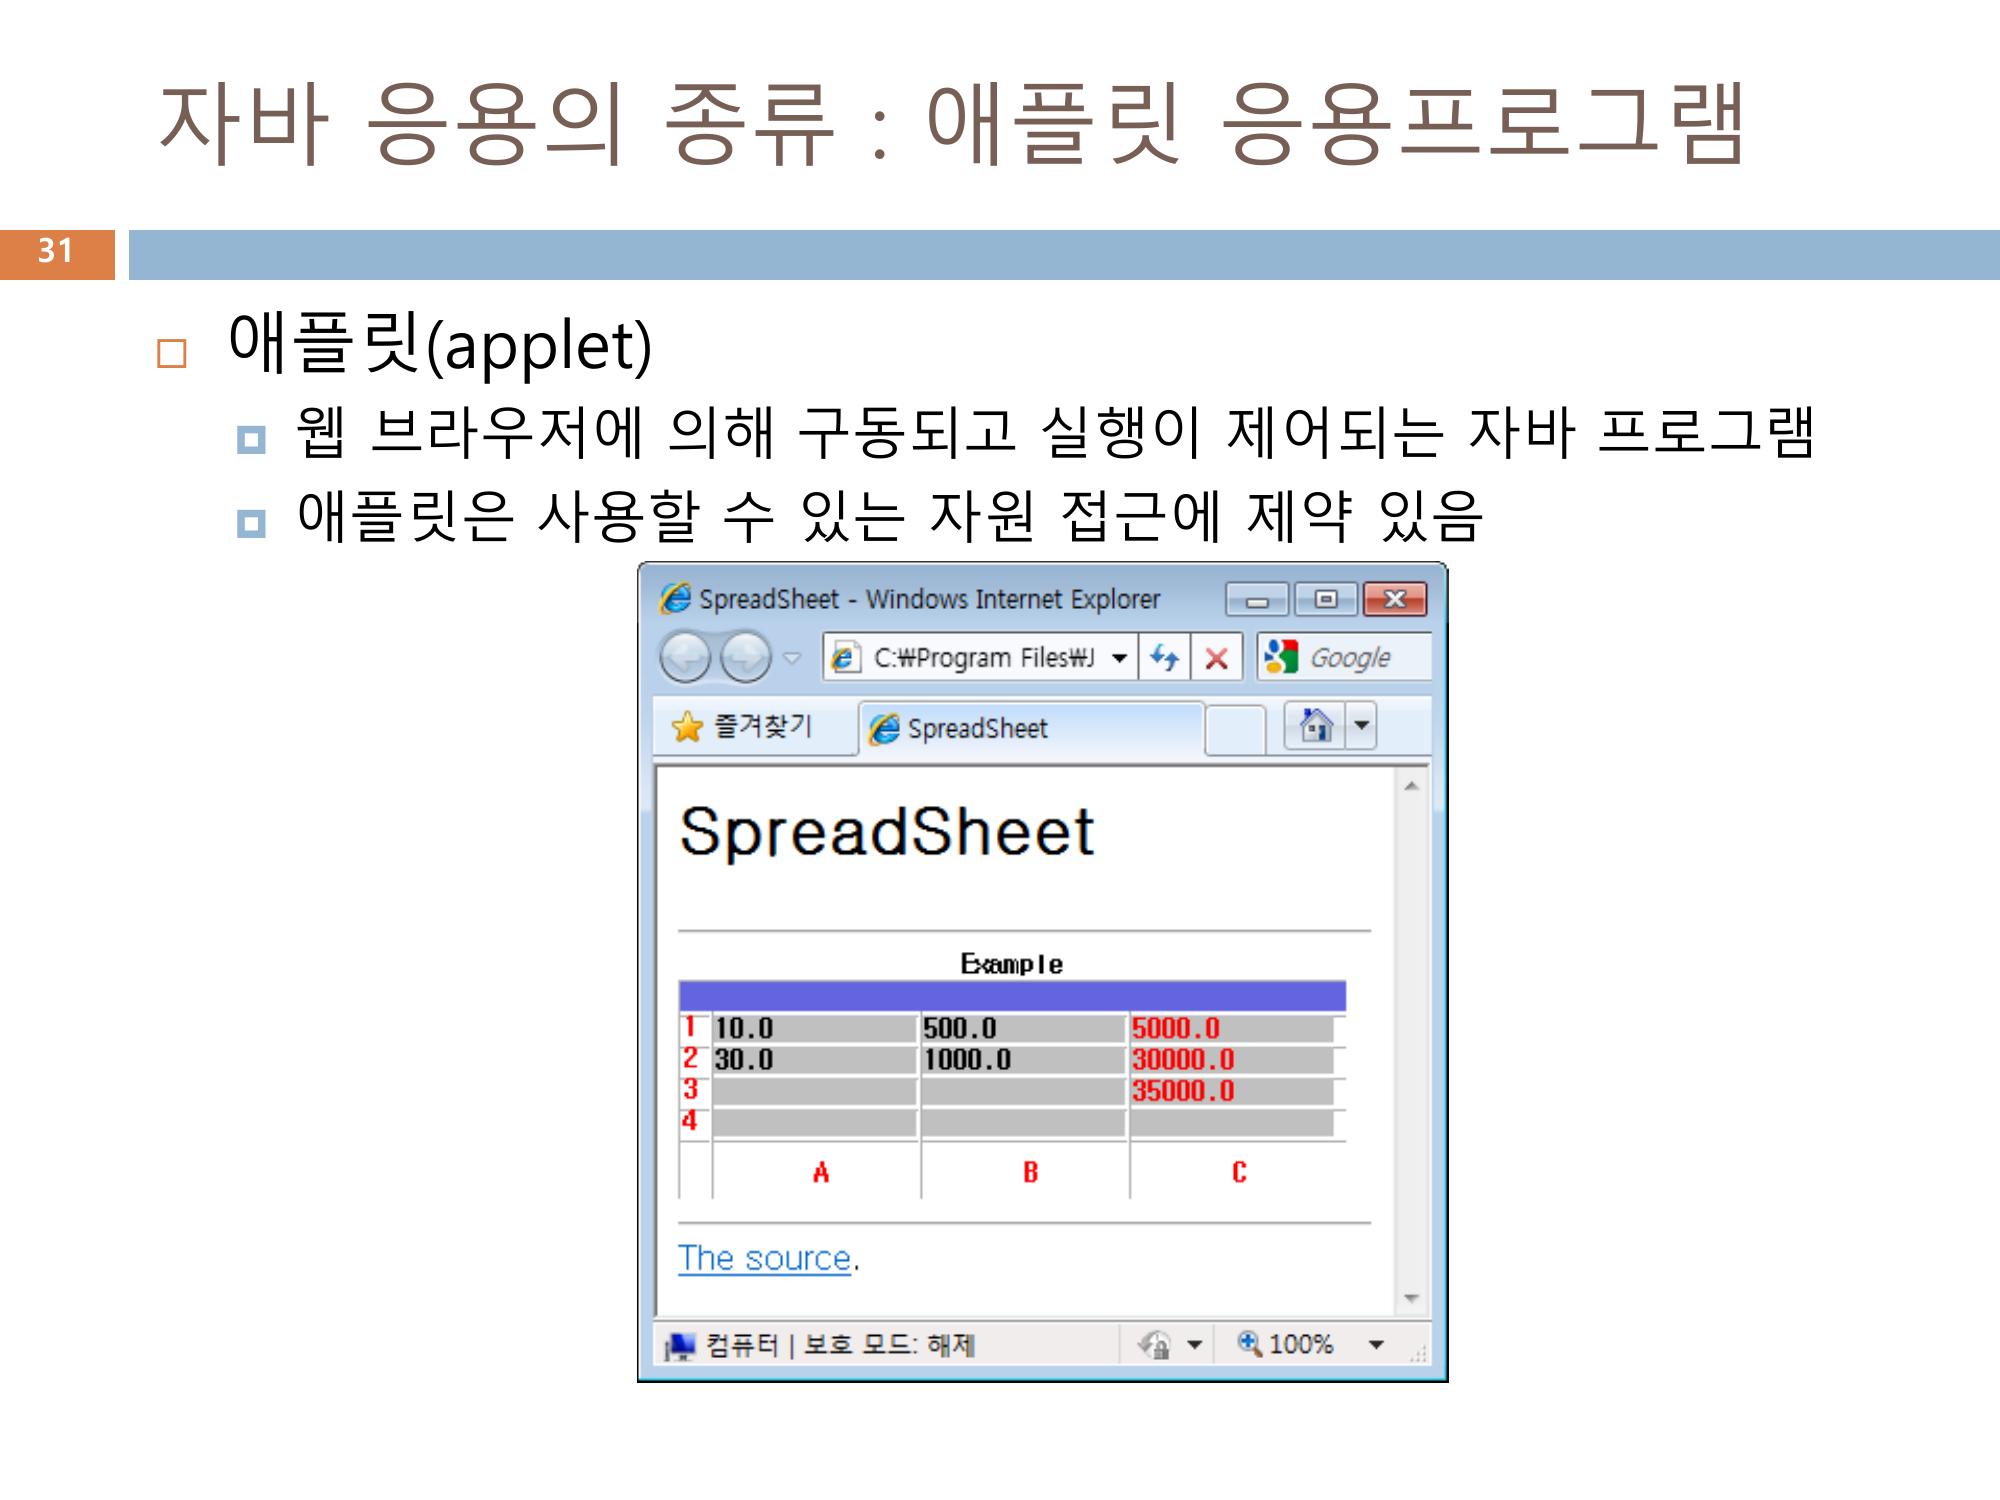 자바 응용의 종류 : 애플릿 응용프로그램
31
애플릿(applet)
웹 브라우저에 의해 구동되고 실행이 제어되는 자바 프로그램
애플릿은 사용할 수 있는 자원 접근에 제약 있음
SpreadSheet - Windows Internet Explorer
C:₩Program Files₩J Google
즐겨찾기 SpreadSheet
SpreadSheet
Example
1 10.0 500.0 5000.0
2 30.0 1000.0 30000.0
3 35000.0
4
A B C
The source.
컴퓨터 | 보호 모드: 해제 100%